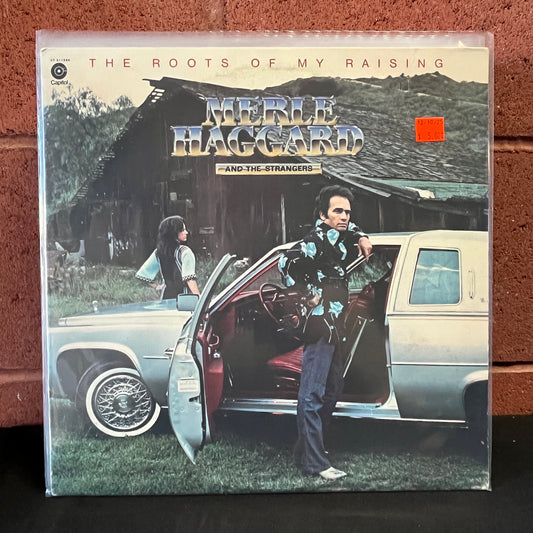 THE ROOTS OF MY RAISING
Capitol
MERLE
HAGGARD
AND THE STRANGERS